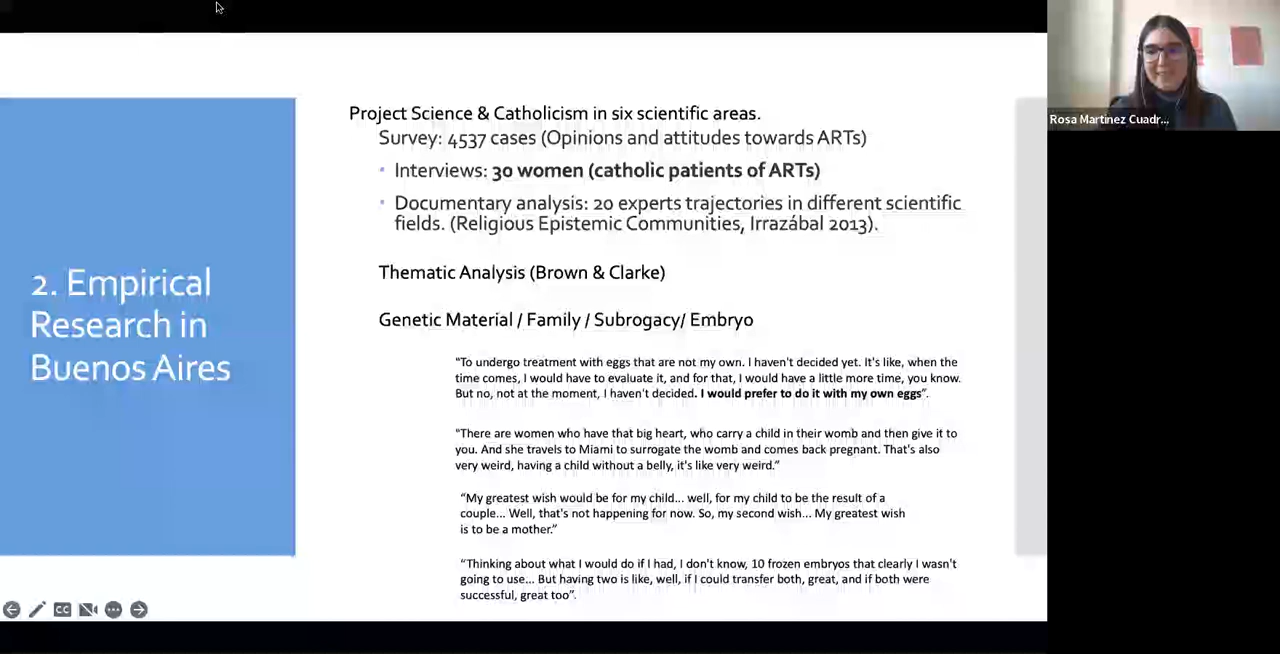 2. Empirical
Research in
Buenos Aires
Project Science & Catholicism in six scientific areas.
Survey: 4537 cases (Opinions and attitudes towards ARTs)
• Interviews: 30 women (catholic patients of ARTs)
• Documentary analysis: 20 experts trajectories in different scientific
fields. (Religious Epistemic Communities, Irrazábal 2013).
Thematic Analysis (Brown & Clarke)
Genetic Material / Family / Subrogacy/ Embryo
“To undergo treatment with eggs that are not my own. I haven't decided yet. It's like, when the
time comes, I would have to evaluate it, and for that, I would have a little more time, you know.
But no, not at the moment, I haven't decided. I would prefer to do it with my own eggs”.
“There are women who have that big heart, who carry a child in their womb and then give it to
you. And she travels to Miami to surrogate the womb and comes back pregnant. That's also
very weird, having a child without a belly, it's like very weird.”
“My greatest wish would be for my child... well, for my child to be the result of a
couple... Well, that's not happening for now. So, my second wish... My greatest wish
is to be a mother.”
“Thinking about what I would do if I had, I don't know, 10 frozen embryos that clearly I wasn't
going to use... But having two is like, well, if I could transfer both, great, and if both were
successful, great too”.
Rosa Martínez Cuadr...
CC